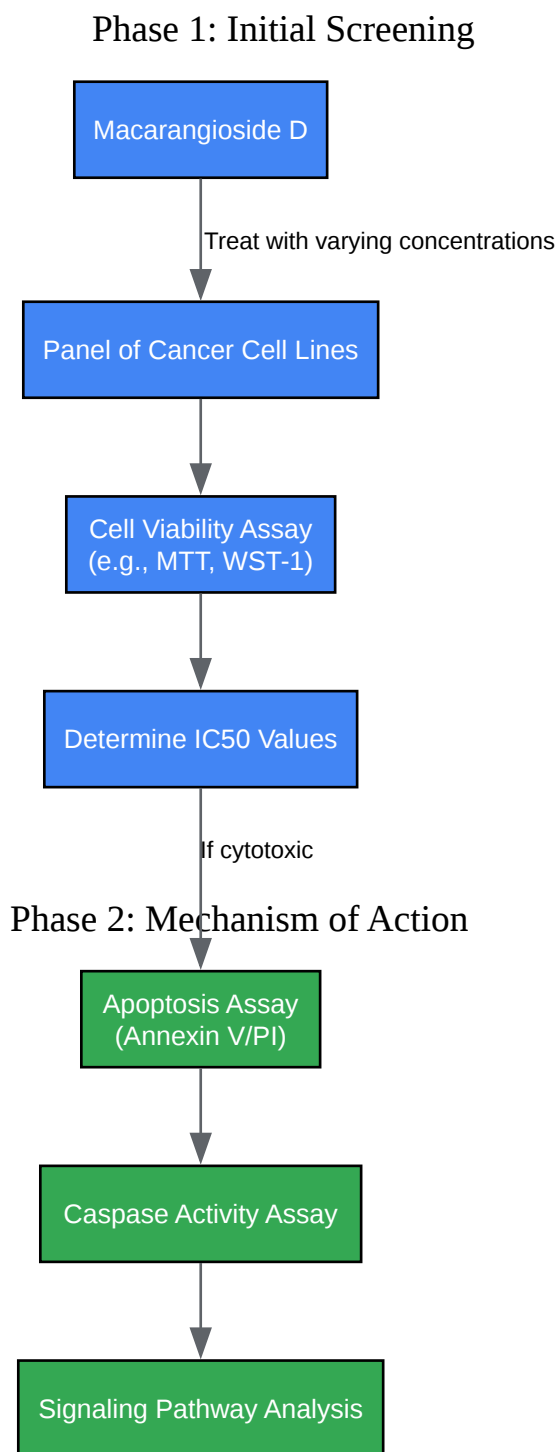 Phase 1: Initial Screening
Macarangioside D
Treat with varying concentrations
Panel of Cancer Cell Lines
Cell Viability Assay
(e.g., MTT, WST-1)
Determine IC50 Values
If cytotoxic
Phase 2: Mechanism of Action
Apoptosis Assay
(Annexin V/PI)
Caspase Activity Assay
Signaling Pathway Analysis